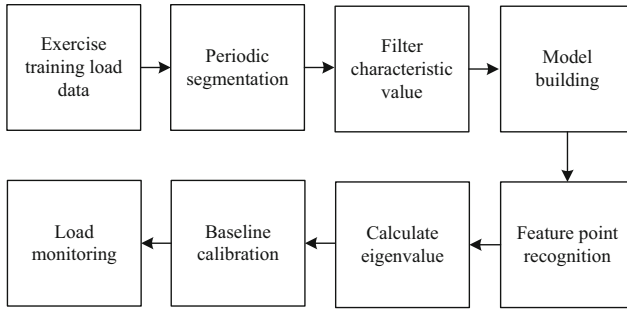 Exercise
training load
data
Periodic
segmentation
Filter
characteristic
value
Model
building
Load
monitoring
Baseline
calibration
Calculate
eigenvalue
Feature point
recognition